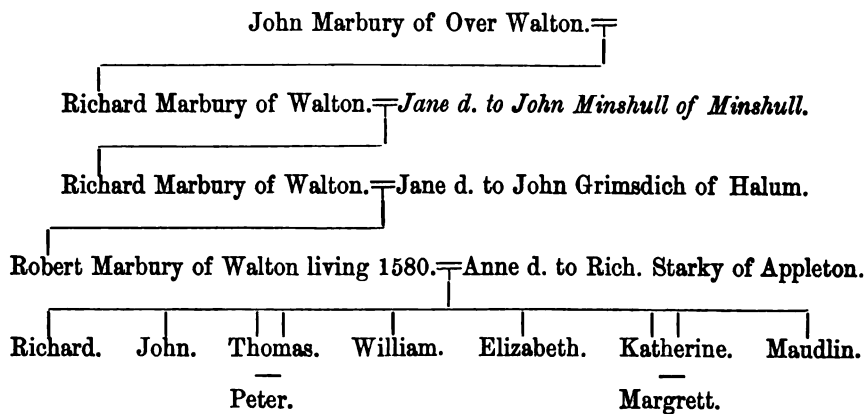 John Marbury of Over Walton.
Richard Marbury of Walton. Jane d. to John Minshull of Minshull.
Richard Marbury of Walton. Jane d. to John Grimsdich of Halum.
Robert Marbury of Walton living 1580. Anne d. to Rich. Starky of Appleton.
Richard. John. Thomas. William. Elizabeth. Katherine. Maudlin.
Peter. Margrett.